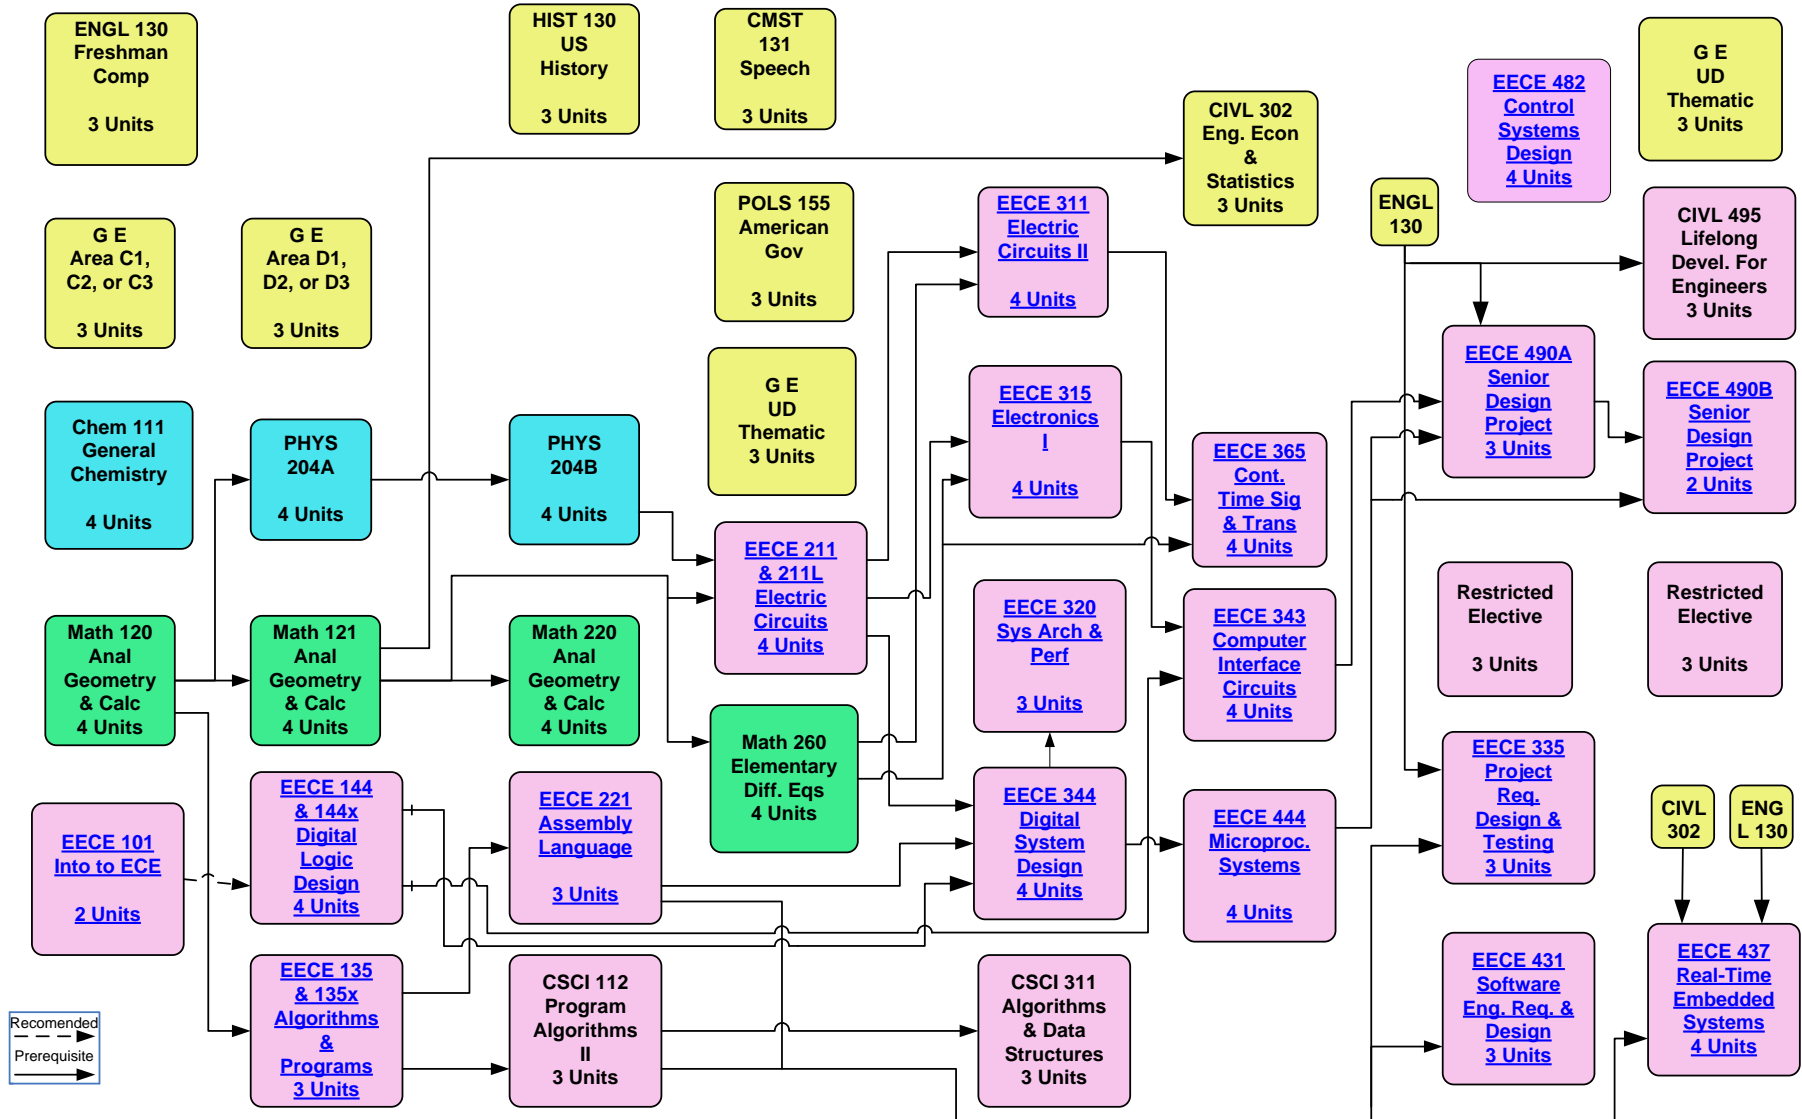 ENGL 130
Freshman
Comp
3 Units
G E
Area C1,
C2, or C3
3 Units
Chem 111
General
Chemistry
4 Units
Math 120
Anal
Geometry
& Calc
4 Units
EECE 101
Into to ECE
2 Units
Recomended
Prerequisite
G E
Area D1,
D2, or D3
3 Units
PHYS
204A
4 Units
Math 121
Anal
Geometry
& Calc
4 Units
EECE 144
& 144x
Digital
Logic
Design
4 Units
EECE 135
& 135x
Algorithms
&
Programs
3 Units
HIST 130
US
History
3 Units
PHYS
204B
4 Units
Math 220
Anal
Geometry
& Calc
4 Units
EECE 221
Assembly
Language
3 Units
CSCI 112
Program
Algorithms
II
3 Units
CMST
131
Speech
3 Units
POLS 155
American
Gov
3 Units
G E
UD
Thematic
3 Units
EECE 211
& 211L
Electric
Circuits
4 Units
Math 260
Elementary
Diff. Eqs
4 Units
EECE 311
Electric
Circuits II
4 Units
EECE 315
Electronics
I
4 Units
EECE 320
Sys Arch &
Perf
3 Units
EECE 344
Digital
System
Design
4 Units
CSCI 311
Algorithms
& Data
Structures
3 Units
CIVL 302
Eng. Econ
&
Statistics
3 Units
EECE 365
Cont.
Time Sig
& Trans
4 Units
EECE 343
Computer
Interface
Circuits
4 Units
EECE 444
Microproc.
Systems
4 Units
ENGL
130
EECE 482
Control
Systems
Design
4 Units
EECE 490A
Senior
Design
Project
3 Units
Restricted
Elective
3 Units
EECE 335
Project
Req.
Design &
Testing
3 Units
EECE 431
Software
Eng. Req. &
Design
3 Units
G E
UD
Thematic
3 Units
CIVL 495
Lifelong
Devel. For
Engineers
3 Units
EECE 490B
Senior
Design
Project
2 Units
Restricted
Elective
3 Units
CIVL
302
ENG
L 130
EECE 437
Real-Time
Embedded
Systems
4 Units